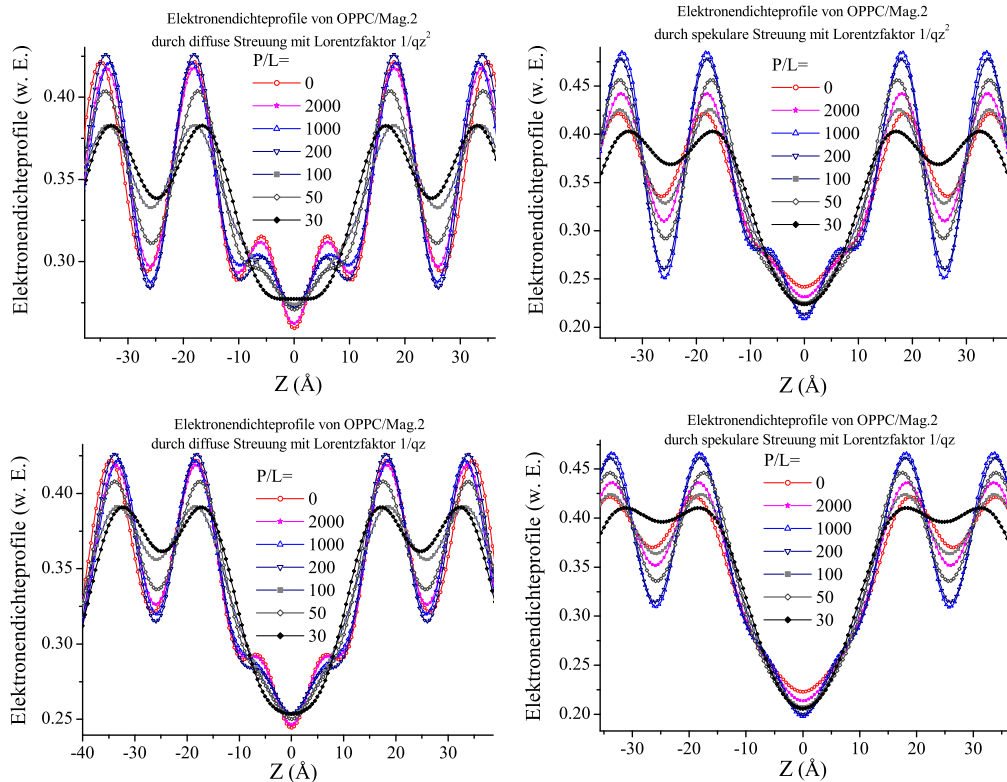 Elektronendichteprofile von OPPC/Mag.2
durch diffuse Streuung mit Lorentzfaktor 1/qz²
P/L=
0
2000
1000
200
100
50
30
Elektronendichteprofile (w. E.)
0.40
0.35
0.30
-30 -20 -10 0 10 20 30
Z (Å)
Elektronendichteprofile von OPPC/Mag.2
durch spekulare Streuung mit Lorentzfaktor 1/qz²
P/L=
0
2000
1000
200
100
50
30
Elektronendichteprofile (w. E.)
0.45
0.40
0.35
0.30
0.25
0.20
-30 -20 -10 0 10 20 30
Z (Å)
Elektronendichteprofile von OPPC/Mag.2
durch diffuse Streuung mit Lorentzfaktor 1/qz
P/L=
0
2000
1000
200
100
50
30
Elektronendichteprofile (w. E.)
0.40
0.35
0.30
0.25
-40 -30 -20 -10 0 10 20 30
Z (Å)
Elektronendichteprofile von OPPC/Mag.2
durch spekulare Streuung mit Lorentzfaktor 1/qz
P/L=
0
2000
1000
200
100
50
30
Elektronendichteprofile (w. E.)
0.45
0.40
0.35
0.30
0.25
0.20
-30 -20 -10 0 10 20 30
Z (Å)